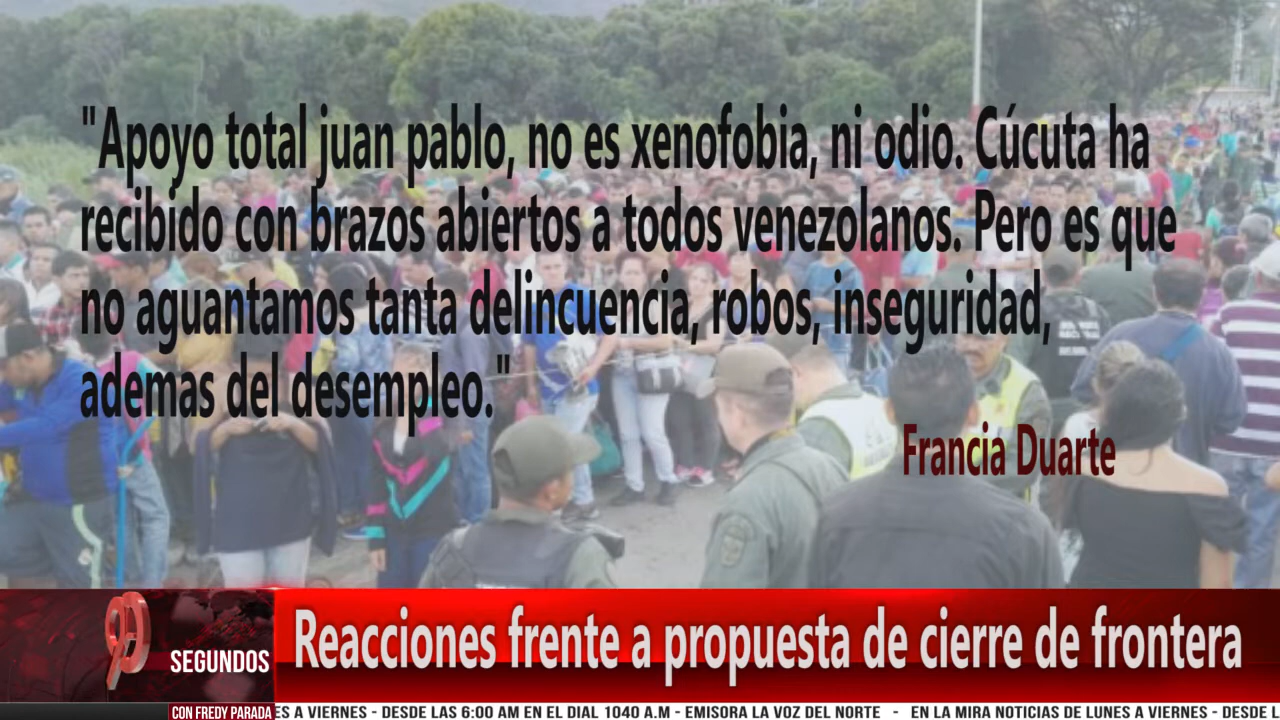 "Apoyo total juan pablo, no es xenofobia, ni odio. Cúcuta ha
recibido con brazos abiertos a todos venezolanos. Pero es que
no aguantamos tanta delincuencia, robos, inseguridad,
ademas del desempleo."
Francia Duarte
Reacciones frente a propuesta de cierre de frontera
90
SEGUNDOS
CON FREDY PARADA
ES A VIERNES - DESDE LAS 6:00 AM EN EL DIAL 1040 A.M - EMISORA LA VOZ DEL NORTE - EN LA MIRA NOTICIAS DE LUNES A VIERNES - DESDE L